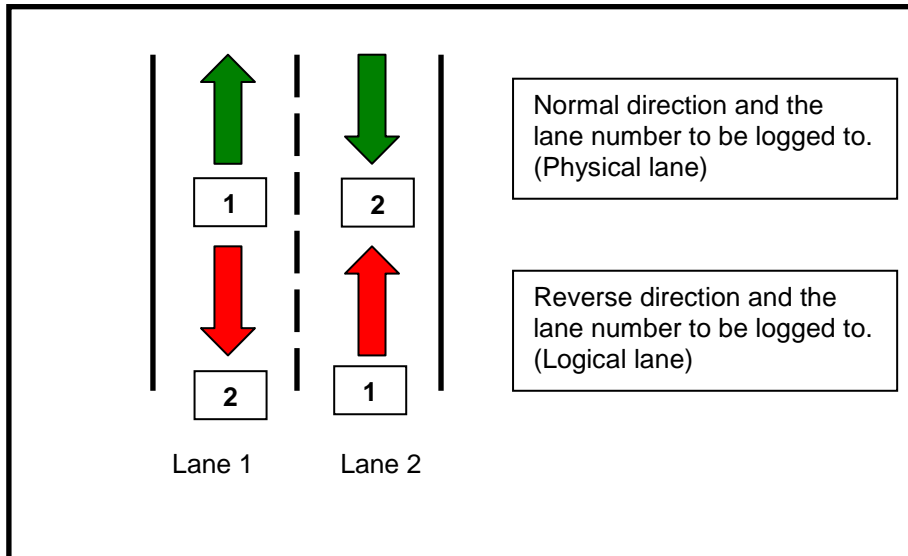 Normal direction and the
lane number to be logged to.
(Physical lane)
1
2
Reverse direction and the
lane number to be logged to.
(Logical lane)
2
1
Lane 1
Lane 2